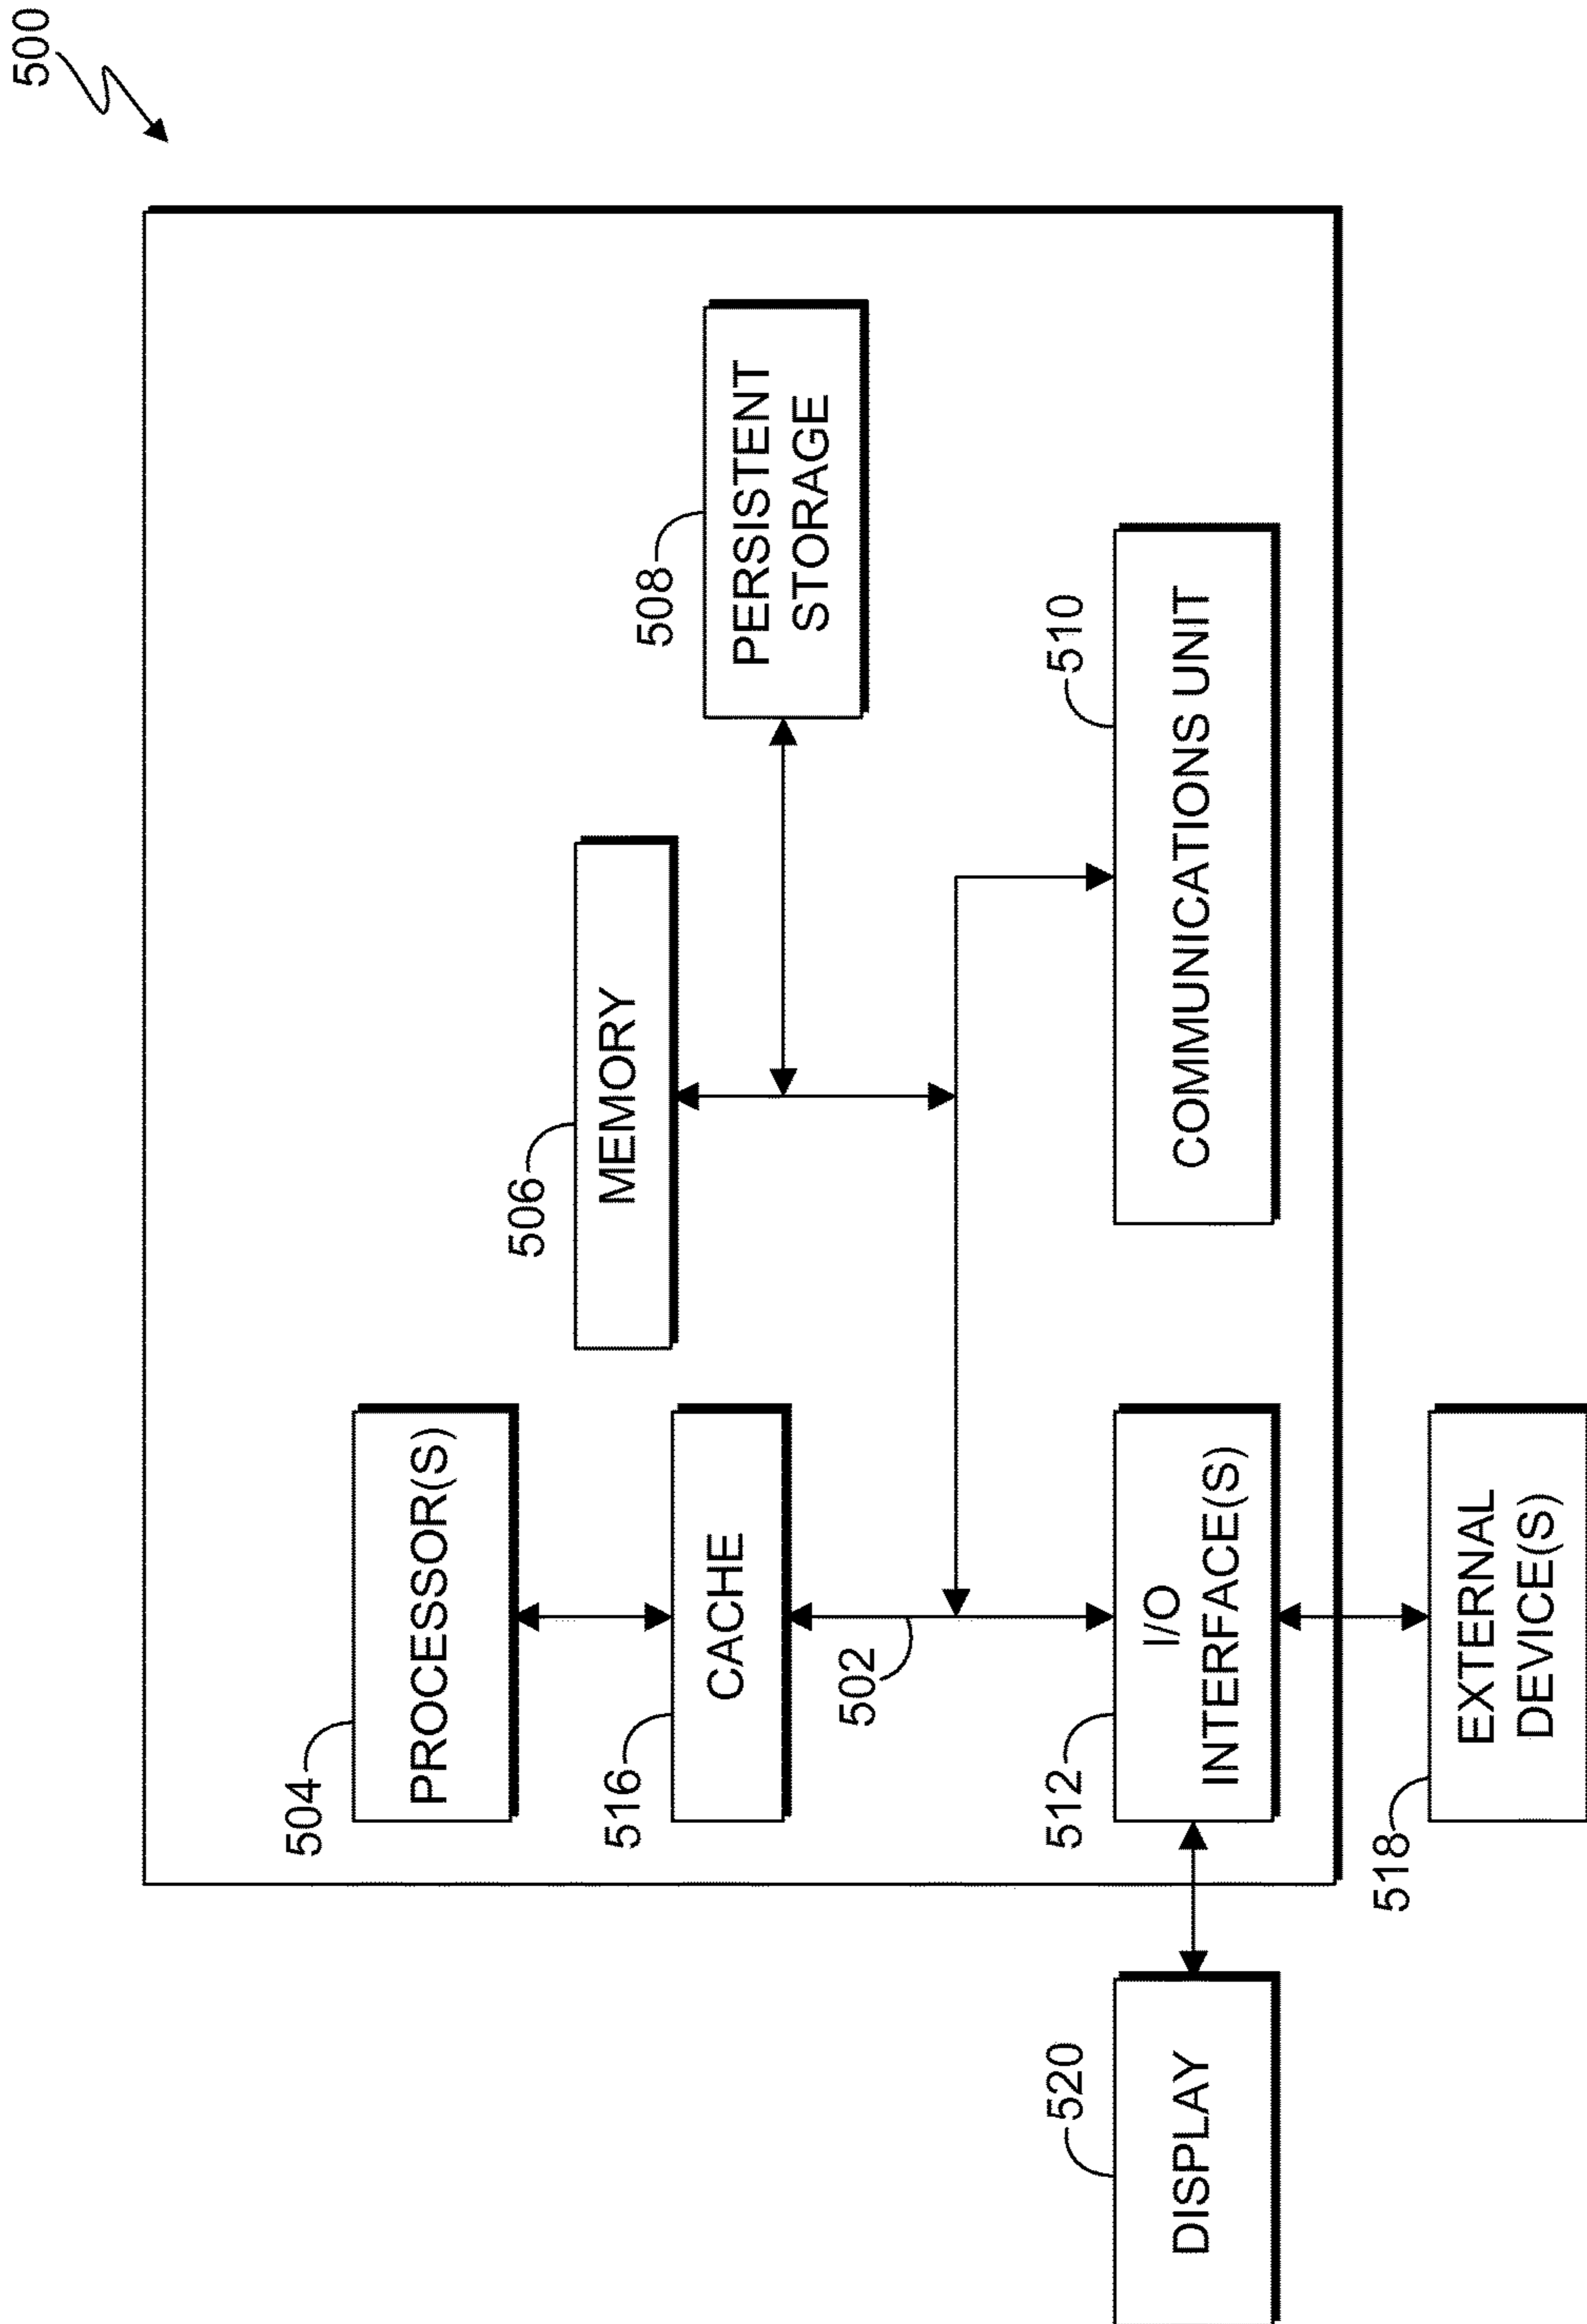 500
504
PROCESSOR(S)
506
MEMORY
508
PERSISTENT
STORAGE
516
CACHE
502
520
DISPLAY
512
I/O
INTERFACE(S)
510
COMMUNICATIONS UNIT
518
EXTERNAL
DEVICE(S)